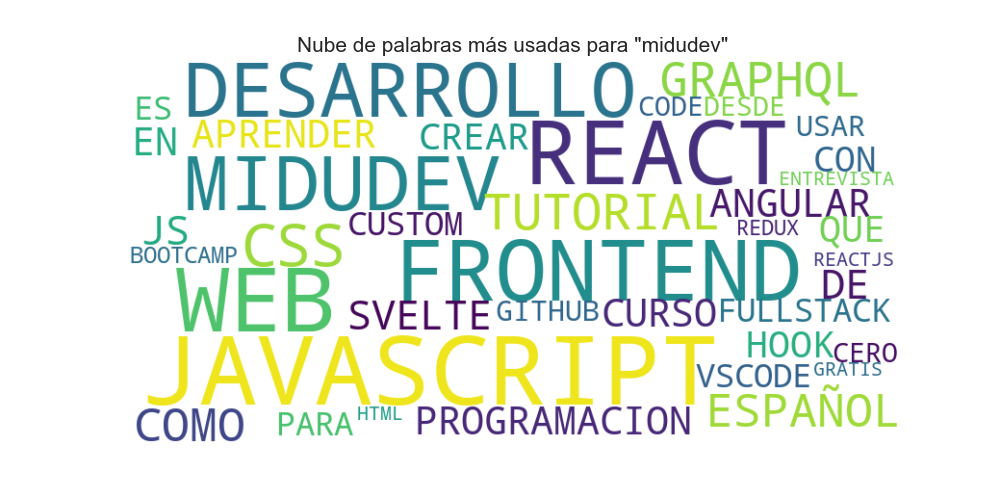 Nube de palabras más usadas para "midudev"
DESARROLLO
GRAPHQL
ES
CODE
DESDE
EN
APRENDER
CREAR
REACT
USAR
MIDUDEV
CON
ENTREVISTA
TUTORIAL
ANGULAR
JS
CUSTOM
REDUX
QUE
BOOTCAMP
CSS
FRONTEND
REACTJS
WEB
DE
SVELTE
GITHUB
CURSO
FULLSTACK
JAVASCRIPT
HOOK
CERO
VSCODE
GRATIS
COMO
PARA
HTML
PROGRAMACION
ESPAÑOL